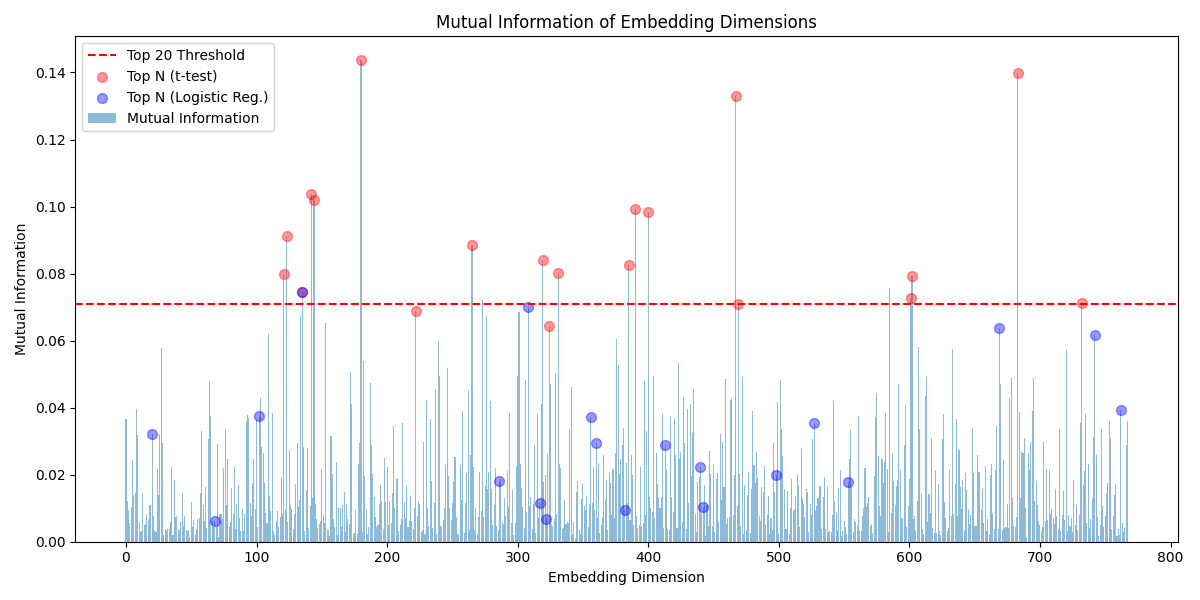 Mutual Information of Embedding Dimensions
Top 20 Threshold
Top N (t-test)
Top N (Logistic Reg.)
Mutual Information
0.14
0.12
0.10
0.08
0.06
0.04
0.02
0.00
Mutual Information
0 100 200 300 400 500 600 700 800
Embedding Dimension